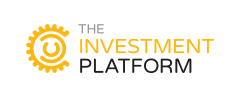 THE
INVESTMENT
PLATFORM